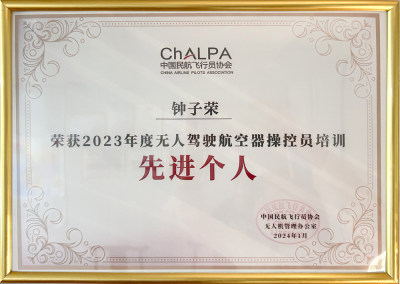 ChALPA
中国民航飞行员协会
CHINA AIRLINE PILOTS ASSOCIATION
钟子荣
荣获2023年度无人驾驶航空器操控员培训
先进个人
中国民航飞行员协会
无人机管理办公室
2024年1月